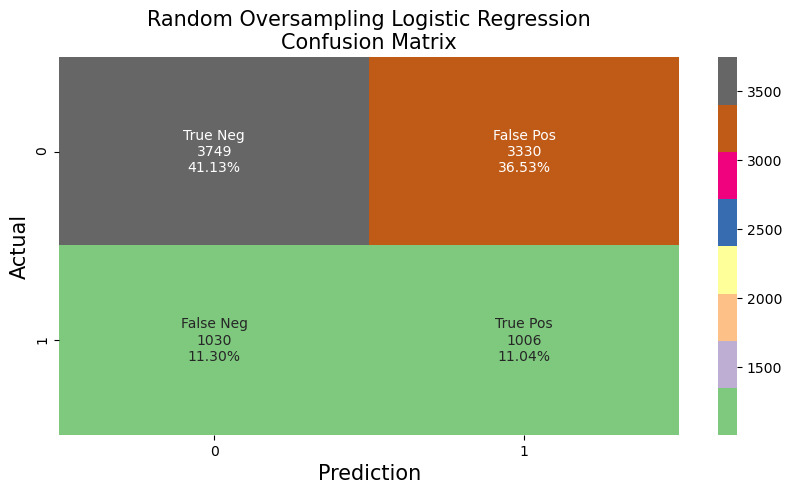 Random Oversampling Logistic Regression
Confusion Matrix
True Neg
3749
41.13%
False Pos
3330
36.53%
False Neg
1030
11.30%
True Pos
1006
11.04%
0
1
Actual
0
1
Prediction
3500
3000
2500
2000
1500